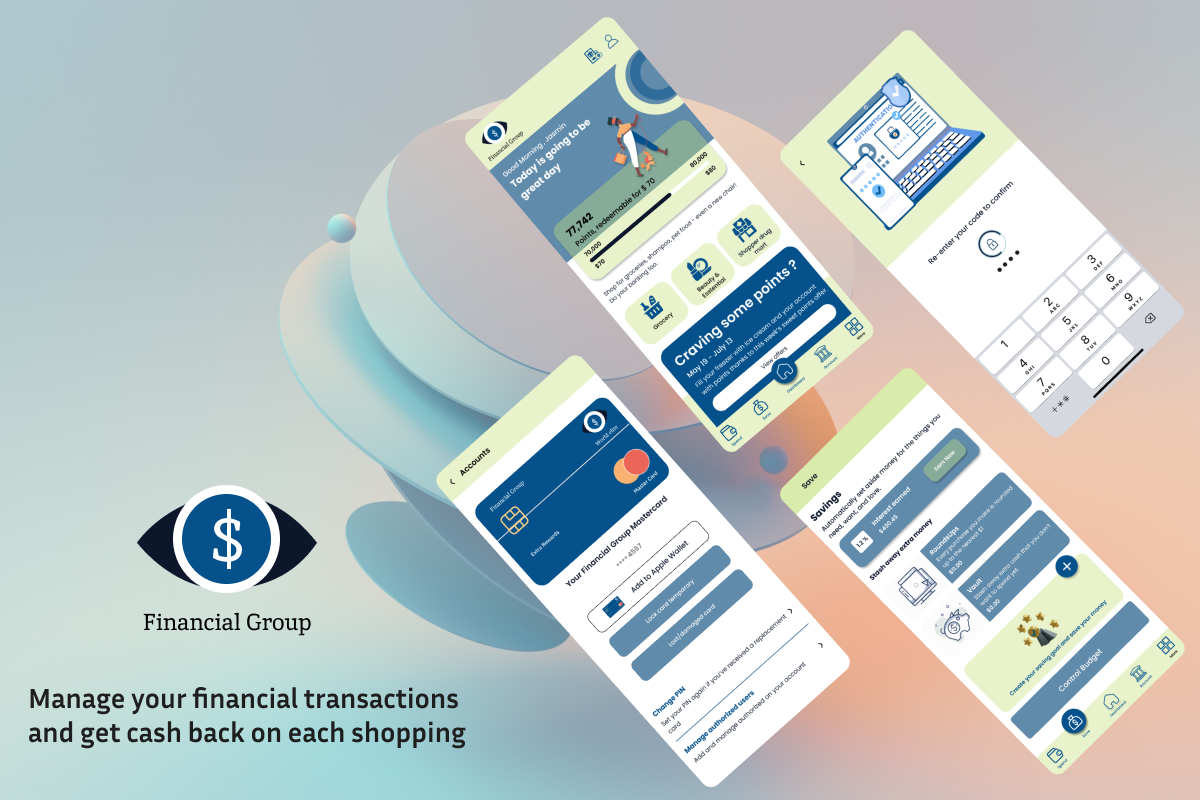 Financial Group
Good Morning , Jasmin
Today is going to be
great day
77,742
Points, redeemable for $ 70
70,000
80,000
$70
$80
Shop for groceries, shampoo, pet food – even a new chair!
Do your banking too.
Grocery
Beauty &
Esstential
Shopper drug
mart
Craving some points ?
May 19 - July 13
Fill your freezer with ice cream and your account
with points thanks to this week's sweet points offer.
View offers
Spend
Save
Dashboard
Account
More
AUTHENTICATION
Re-enter your code to confirm
1
2
ABC
3
DEF
4
GHI
5
JKL
6
MNO
7
PQRS
8
TUV
9
WXYZ
+*#
0
Accounts
Financial Group
World elite
Extra Rewards
Master Card
Your Financial Group Mastercard
****4587
Add to Apple Wallet
Lock card temporary
Lost/damaged card
Change PIN
Set your PIN again if you've received a replacement
card
Manage authorized users
Add and manage authorized on your account
Save
Savings
Automatically set aside money for the things you
need, want, and love.
1.2 %
Interest earned
$400.45
Earn Now
Stash away extra money
RoundsUps
Every purchase you make is rounded
up to the nearest $1
$11.00
Vault
Stash away extra cash that you don't
want to spend yet.
$0.00
Create your saving goal and save your money
Control Budget
Spend
Save
Dashboard
Account
More
$
Financial Group
Manage your financial transactions
and get cash back on each shopping